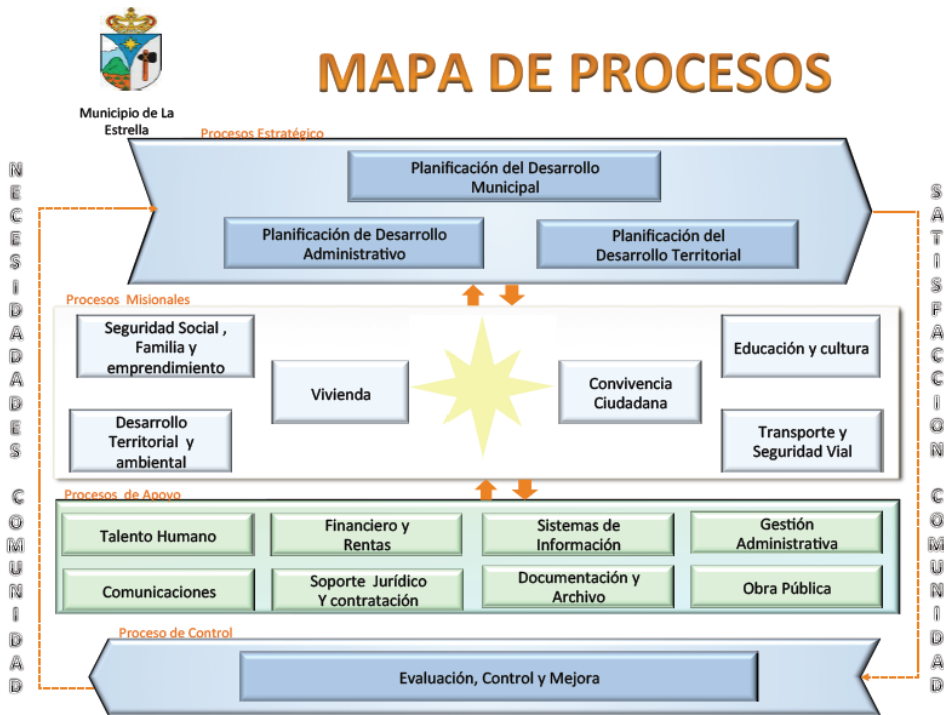 MAPA DE PROCESOS
Municipio de La
Estrella
Procesos Estratégico
Planificación del Desarrollo
Municipal
Planificación de Desarrollo
Administrativo
Planificación del
Desarrollo Territorial
NECESIDADADES COMUNIDAD
SATISFACCION COMUNIDAD
Procesos Misionales
Seguridad Social ,
Familia y
emprendimiento
Vivienda
Convivencia
Ciudadana
Educación y cultura
Desarrollo
Territorial y
ambiental
Transporte y
Seguridad Vial
Procesos de Apoyo
Talento Humano
Financiero y
Rentas
Sistemas de
Información
Gestión
Administrativa
Comunicaciones
Soporte Jurídico
Y contratación
Documentación y
Archivo
Obra Pública
Proceso de Control
Evaluación, Control y Mejora